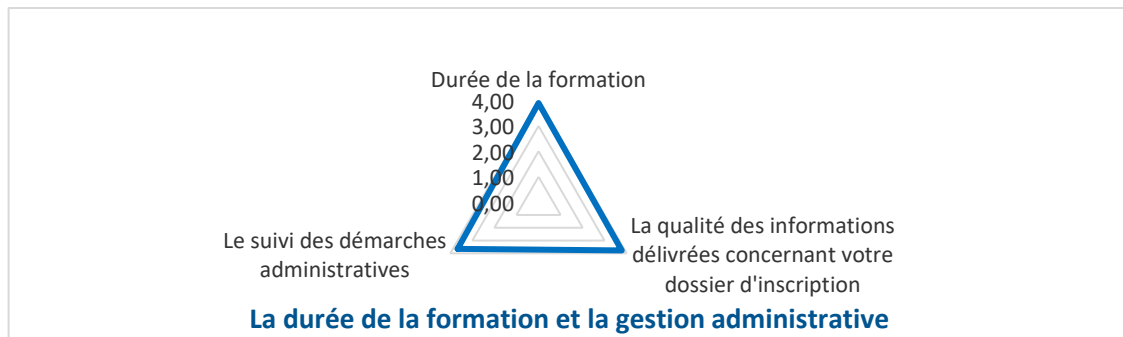 Durée de la formation
4,00
3,00
2,00
1,00
0,00
La qualité des informations
délivrées concernant votre
dossier d'inscription
Le suivi des démarches
administratives
La durée de la formation et la gestion administrative